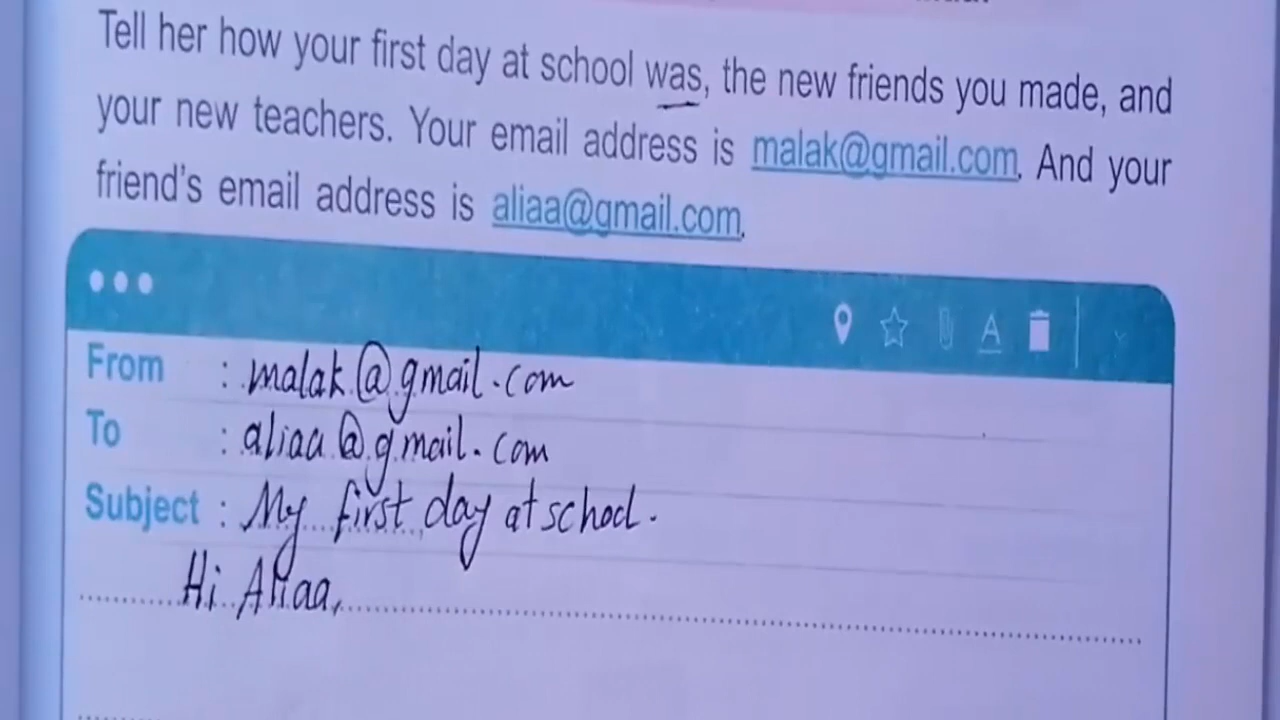 Tell her how your first day at school was, the new friends you made, and
your new teachers. Your email address is malak@gmail.com. And your
friend's email address is aliaa@gmail.com.
From : malak@gmail.com
To : aliaa@gmail.com
Subject : My first day at school.
Hi Aliaa,